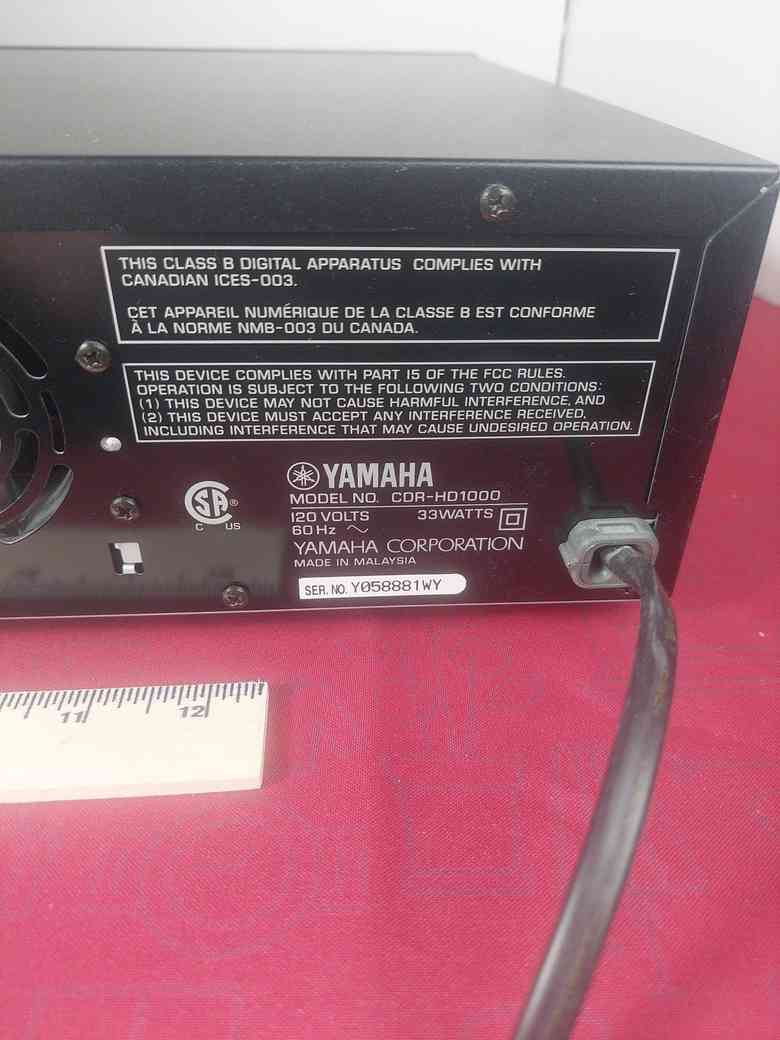 THIS CLASS B DIGITAL APPARATUS COMPLIES WITH
CANADIAN ICES-003.
CET APPAREIL NUMÉRIQUE DE LA CLASSE B EST CONFORME
À LA NORME NMB-003 DU CANADA.
THIS DEVICE COMPLIES WITH PART 15 OF THE FCC RULES.
OPERATION IS SUBJECT TO THE FOLLOWING TWO CONDITIONS:
(1) THIS DEVICE MAY NOT CAUSE HARMFUL INTERFERENCE, AND
(2) THIS DEVICE MUST ACCEPT ANY INTERFERENCE RECEIVED,
INCLUDING INTERFERENCE THAT MAY CAUSE UNDESIRED OPERATION.
YAMAHA
MODEL NO. CDR-HD1000
SA®
C US
120 VOLTS 33WATTS
60Hz ~
YAMAHA CORPORATION
MADE IN MALAYSIA
SER. NO. Y058881WY
11 12